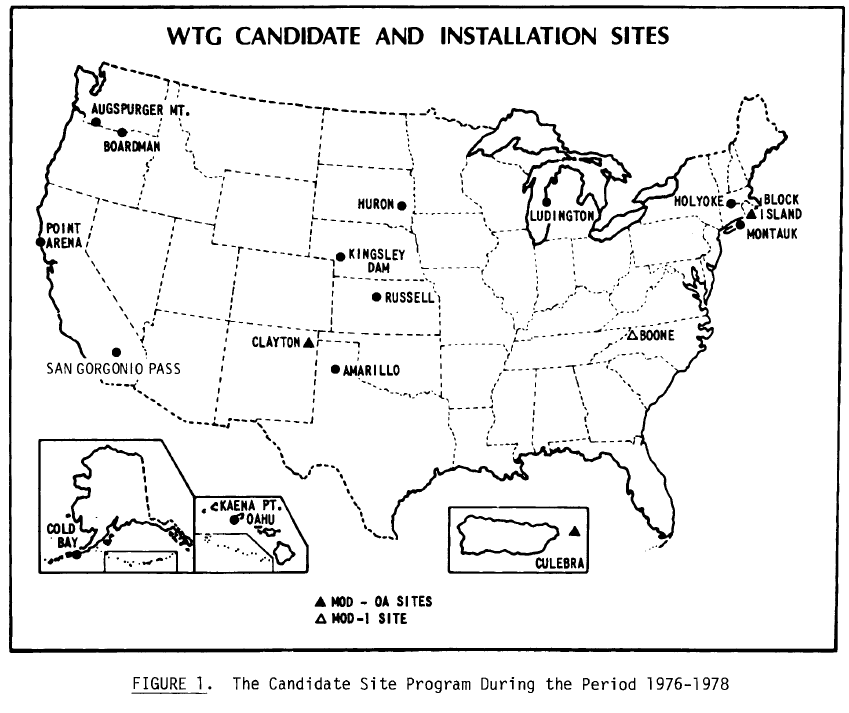 WTG CANDIDATE AND INSTALLATION SITES
AUGSPURGER MT.
BOARDMAN
HURON
LUDINGTON
HOLYOKE
BLOCK
ISLAND
MONTAUK
POINT
ARENA
KINGSLEY
DAM
RUSSELL
CLAYTON
BOONE
SAN GORGONIO PASS
AMARILLO
KAENA PT.
OAHU
COLD
BAY
CULEBRA
MOD - OA SITES
MOD-1 SITE
FIGURE 1. The Candidate Site Program During the Period 1976-1978